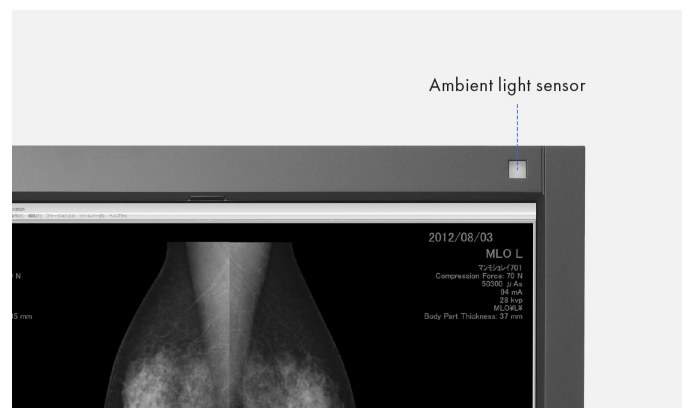 Ambient light sensor
2012/08/03
MLO L
マンモショレイ701
N
Compression Force: 70 N
50300 μAs
94 mA
28 kvp
MLO¥L¥
35 mm
Body Part Thickness: 37 mm